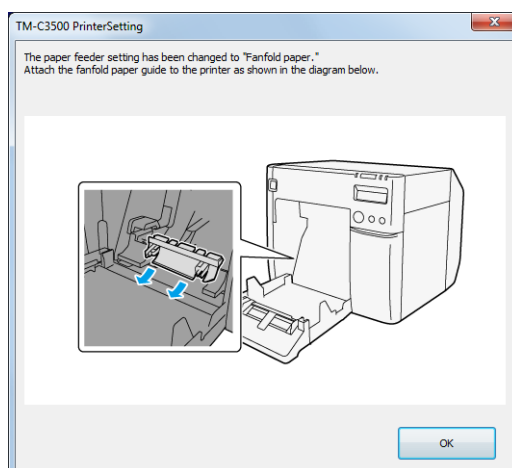 TM-C3500 PrinterSetting
The paper feeder setting has been changed to "Fanfold paper."
Attach the fanfold paper guide to the printer as shown in the diagram below.
OK